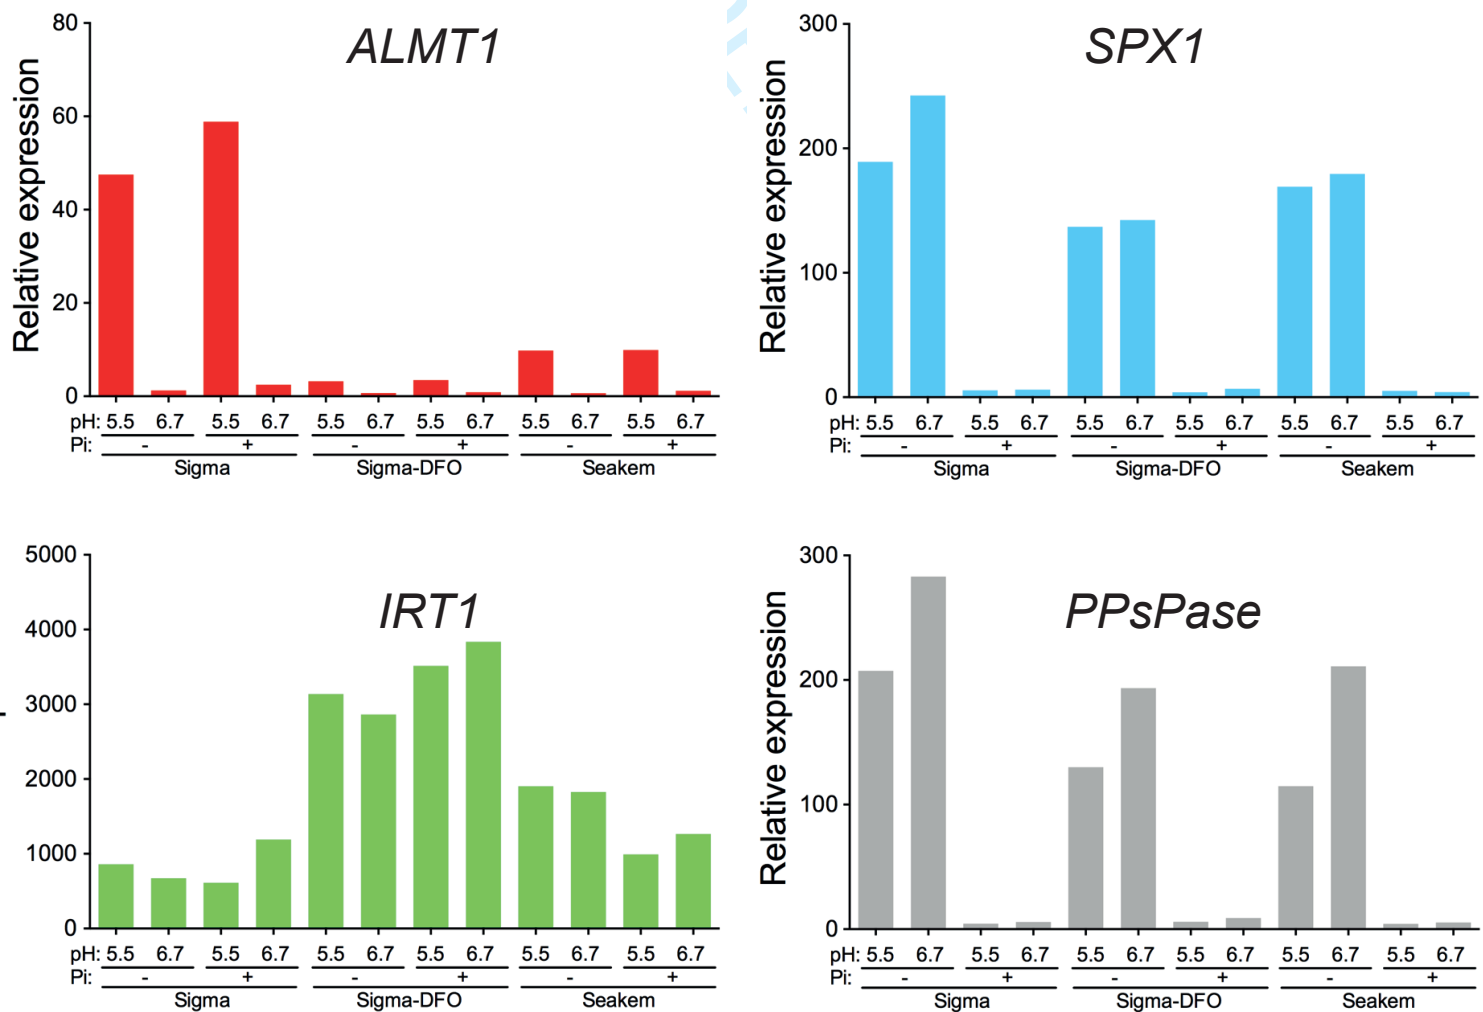 ALMT1
Relative expression
80
60
40
20
0
pH: 5.5 6.7 5.5 6.7 5.5 6.7 5.5 6.7 5.5 6.7 5.5 6.7
Pi: - + - + - +
Sigma Sigma-DFO Seakem
SPX1
Relative expression
300
200
100
0
pH: 5.5 6.7 5.5 6.7 5.5 6.7 5.5 6.7 5.5 6.7 5.5 6.7
Pi: - + - + - +
Sigma Sigma-DFO Seakem
IRT1
5000
4000
3000
2000
1000
0
pH: 5.5 6.7 5.5 6.7 5.5 6.7 5.5 6.7 5.5 6.7 5.5 6.7
Pi: - + - + - +
Sigma Sigma-DFO Seakem
PPsPase
Relative expression
300
200
100
0
pH: 5.5 6.7 5.5 6.7 5.5 6.7 5.5 6.7 5.5 6.7 5.5 6.7
Pi: - + - + - +
Sigma Sigma-DFO Seakem